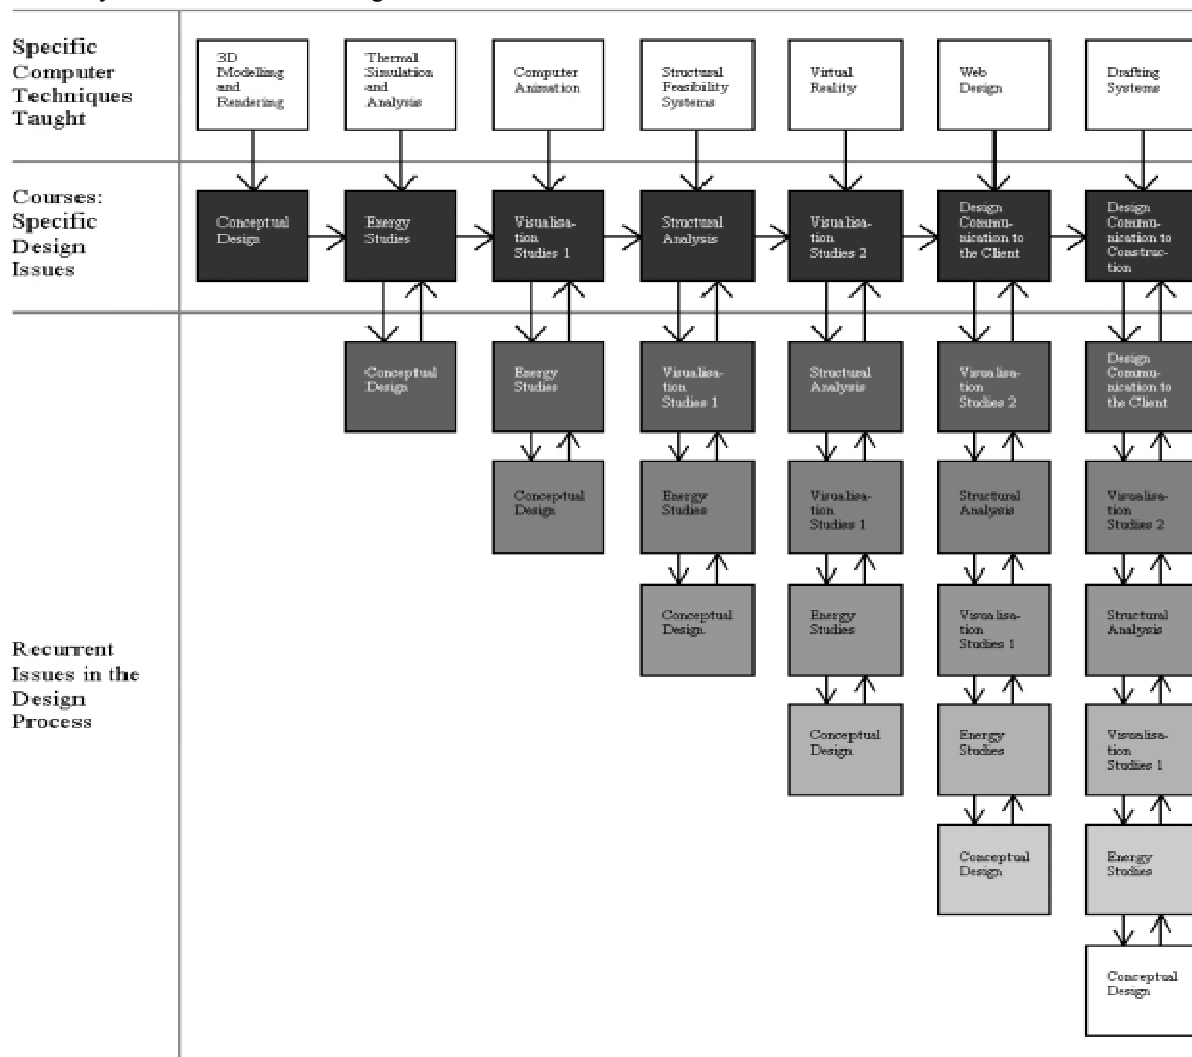 Specific
Computer
Techniques
Taught
3D
Modelling
and
Rendering
Thermal
Simulation
and
Analysis
Computer
Animation
Structural
Feasibility
Systems
Virtual
Reality
Web
Design
Drafting
Systems
Courses:
Specific
Design
Issues
Conceptual
Design
Energy
Studies
Visualisa-
tion
Studies 1
Structural
Analysis
Visualisa-
tion
Studies 2
Design
Commu-
nication to
the Client
Design
Commu-
nication to
Construc-
tion
Recurrent
Issues in the
Design
Process
Conceptual
Design
Energy
Studies
Visualisa-
tion
Studies 1
Structural
Analysis
Visualisa-
tion
Studies 2
Design
Commu-
nication to
the Client
Conceptual
Design
Energy
Studies
Visualisa-
tion
Studies 1
Structural
Analysis
Visualisa-
tion
Studies 2
Conceptual
Design
Energy
Studies
Visualisa-
tion
Studies 1
Structural
Analysis
Conceptual
Design
Energy
Studies
Visualisa-
tion
Studies 1
Conceptual
Design
Energy
Studies
Conceptual
Design